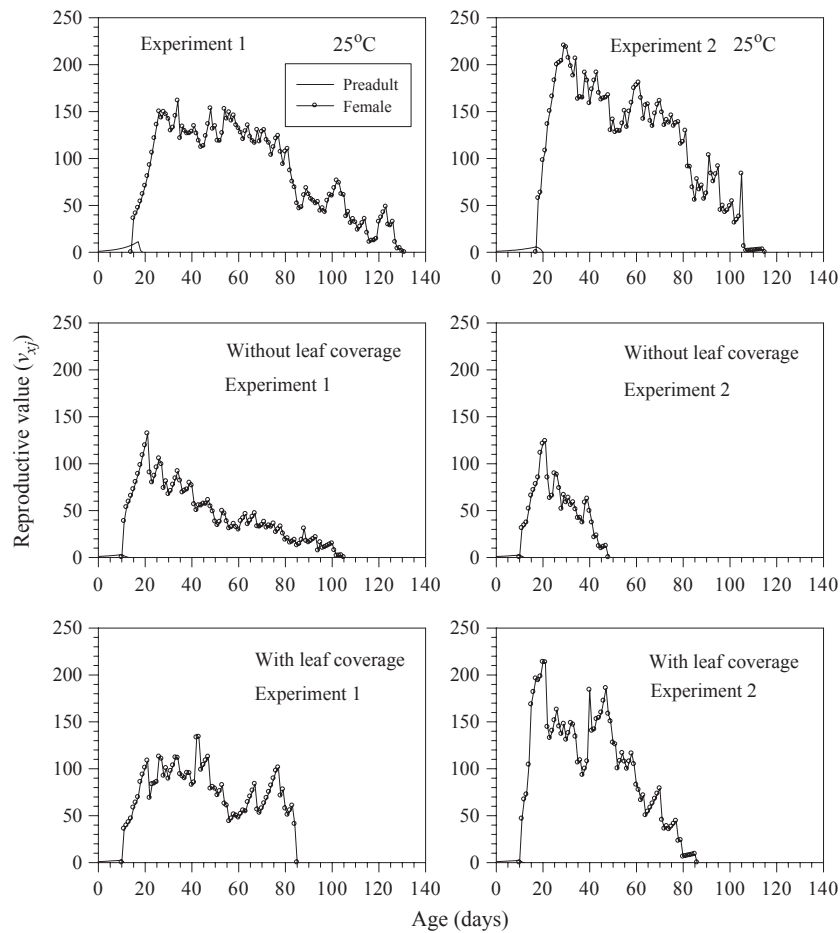 250
200
150
100
50
0
Experiment 1 25°C
Preadult
Female
0 20 40 60 80 100 120 140
250
200
150
100
50
0
Experiment 2 25°C
0 20 40 60 80 100 120 140
Reproductive value (vxj)
250
200
150
100
50
0
Without leaf coverage
Experiment 1
0 20 40 60 80 100 120 140
250
200
150
100
50
0
Without leaf coverage
Experiment 2
0 20 40 60 80 100 120 140
250
200
150
100
50
0
With leaf coverage
Experiment 1
0 20 40 60 80 100 120 140
250
200
150
100
50
0
With leaf coverage
Experiment 2
0 20 40 60 80 100 120 140
Age (days)